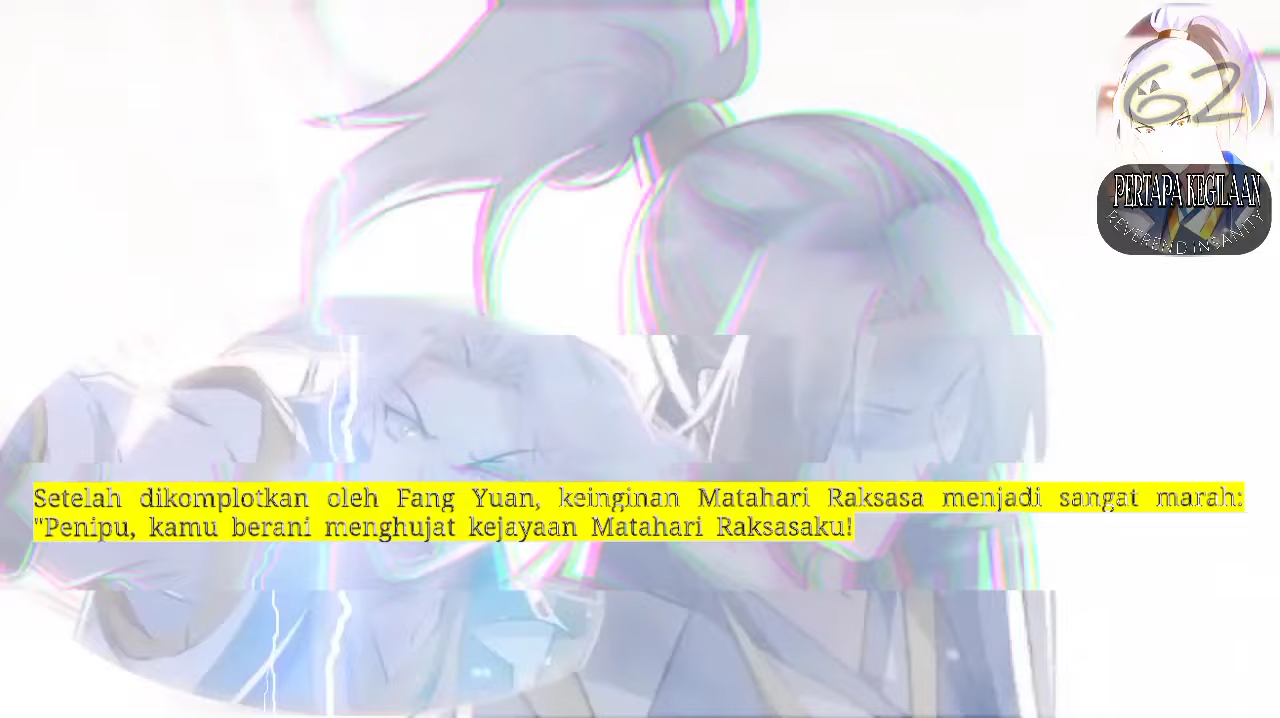 62
PERTAPA KEGILAAN
REVEREND INSANITY
Setelah dikomplotkan oleh Fang Yuan, keinginan Matahari Raksasa menjadi sangat marah:
"Penipu, kamu berani menghujat kejayaan Matahari Raksasaku!